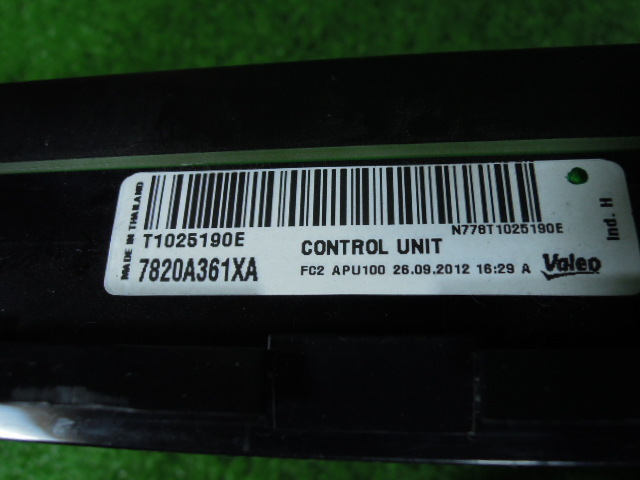 MADE IN THAILAND
T1025190E
N778T1025190E
7820A361XA
CONTROL UNIT
FC2 APU100 26.09.2012 16:29 A
Valeo
Ind. H